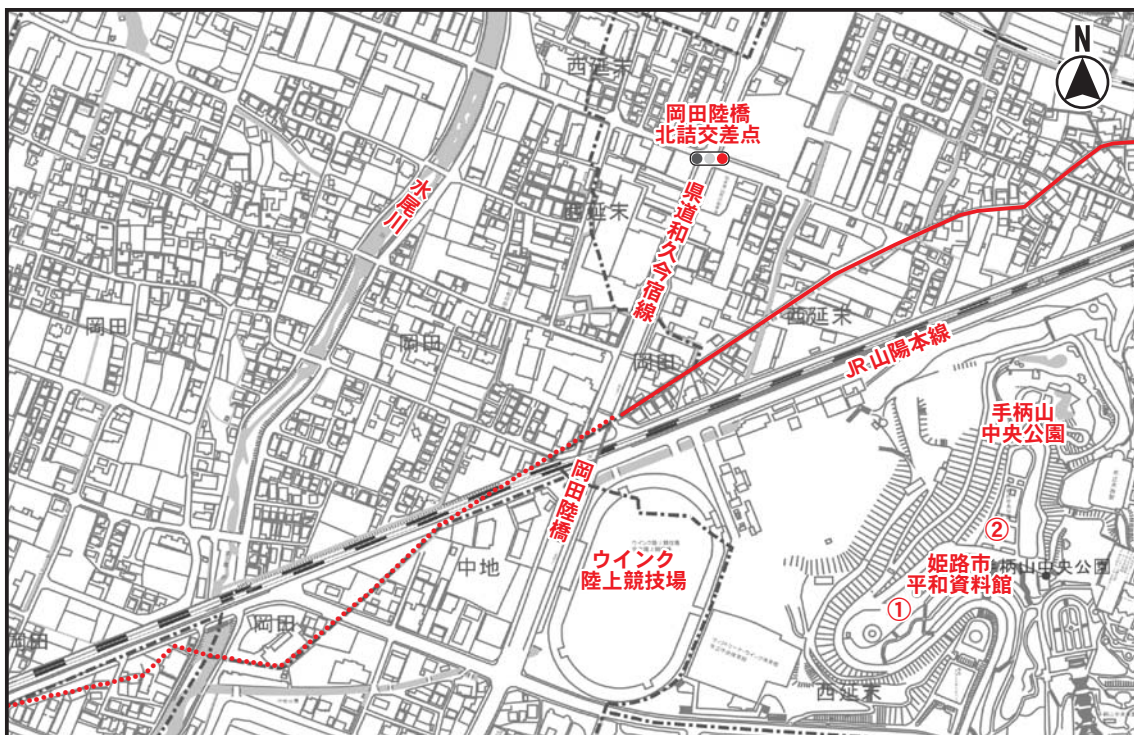 N
西延末
岡田陸橋
北詰交差点
水尾川
西延末
県道和久今宿線
岡田
岡田
西延末
岡田
JR山陽本線
手柄山
中央公園
岡田陸橋
ウインク
陸上競技場
中地
②
姫路市
平和資料館
手柄山中央公園
①
岡田
岡田
西延末